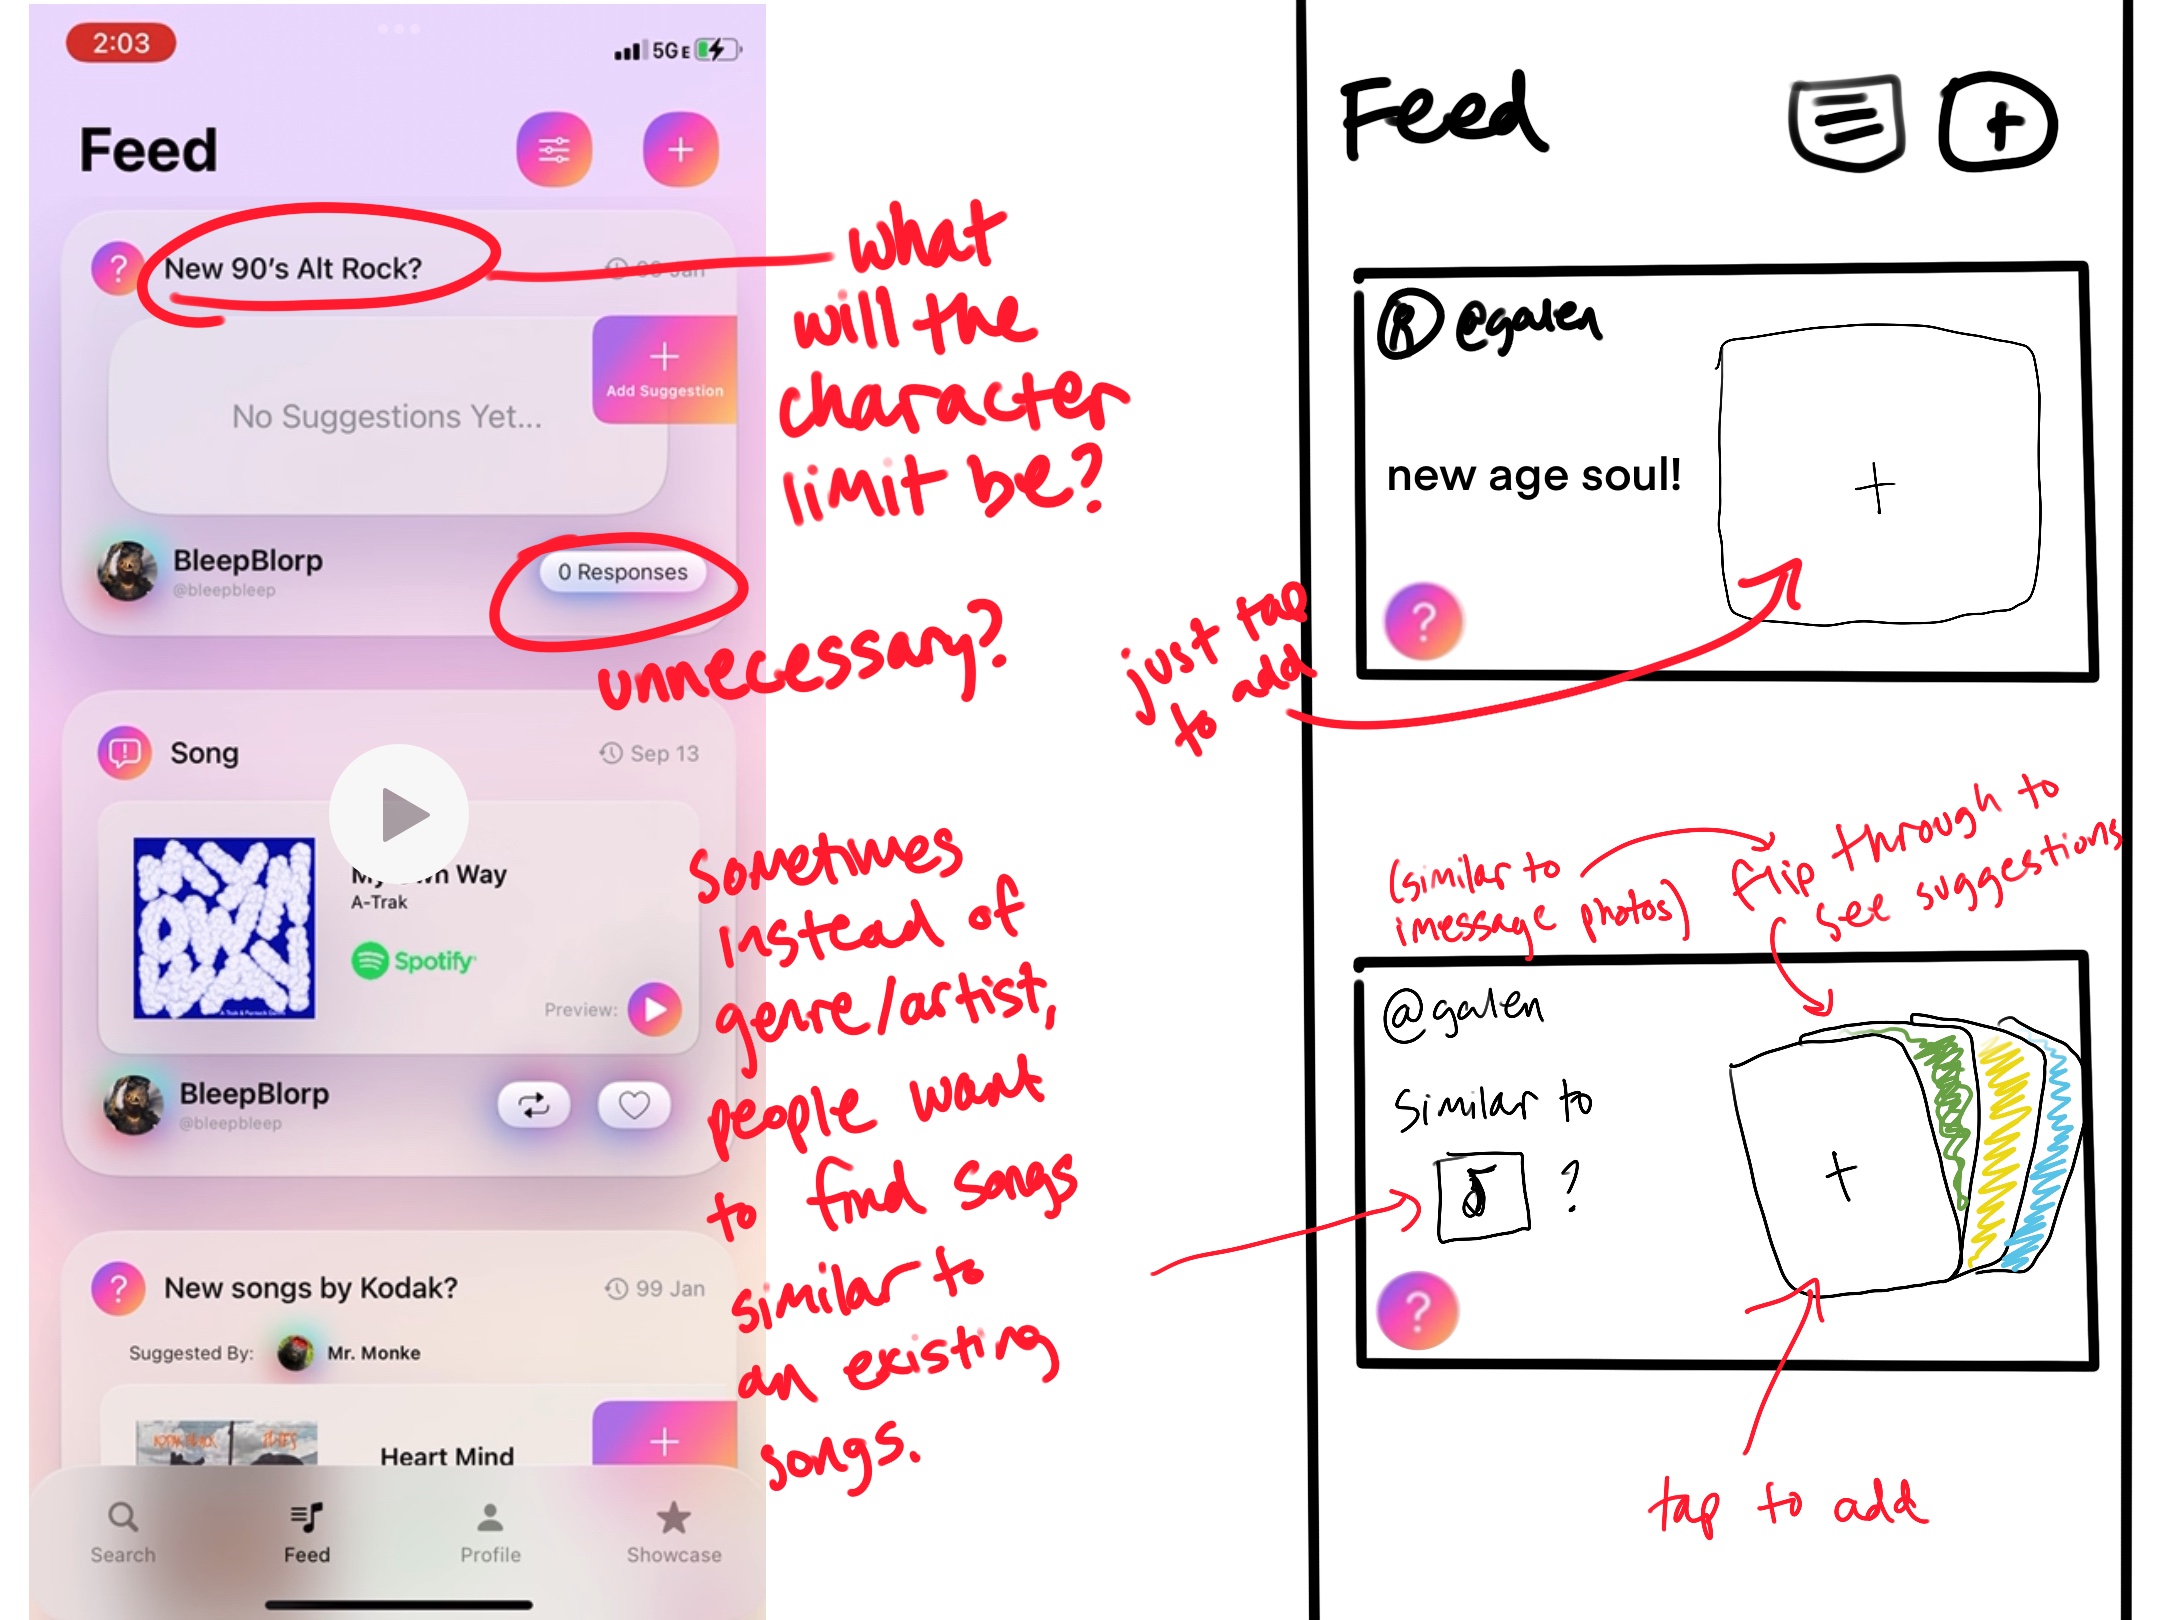 2:03
5GE
Feed
New 90's Alt Rock?
Add Suggestion
No Suggestions Yet...
BleepBlorp
@bleepbleep
0 Responses
Song
Sep 13
My Own Way
A-Trak
Spotify
Preview:
BleepBlorp
@bleepbleep
New songs by Kodak?
99 Jan
Suggested By:
Mr. Monke
Heart Mind
Search
Feed
Profile
Showcase
what
will the
character
limit be?
unnecessary?
Sometimes
instead of
genre/artist,
people want
to find songs
similar to
an existing
songs.
Feed
@galen
new age soul!
?
just tap
to add
(similar to
imessage photos)
flip through to
see suggestions
@galen
Similar to
?
?
tap to add